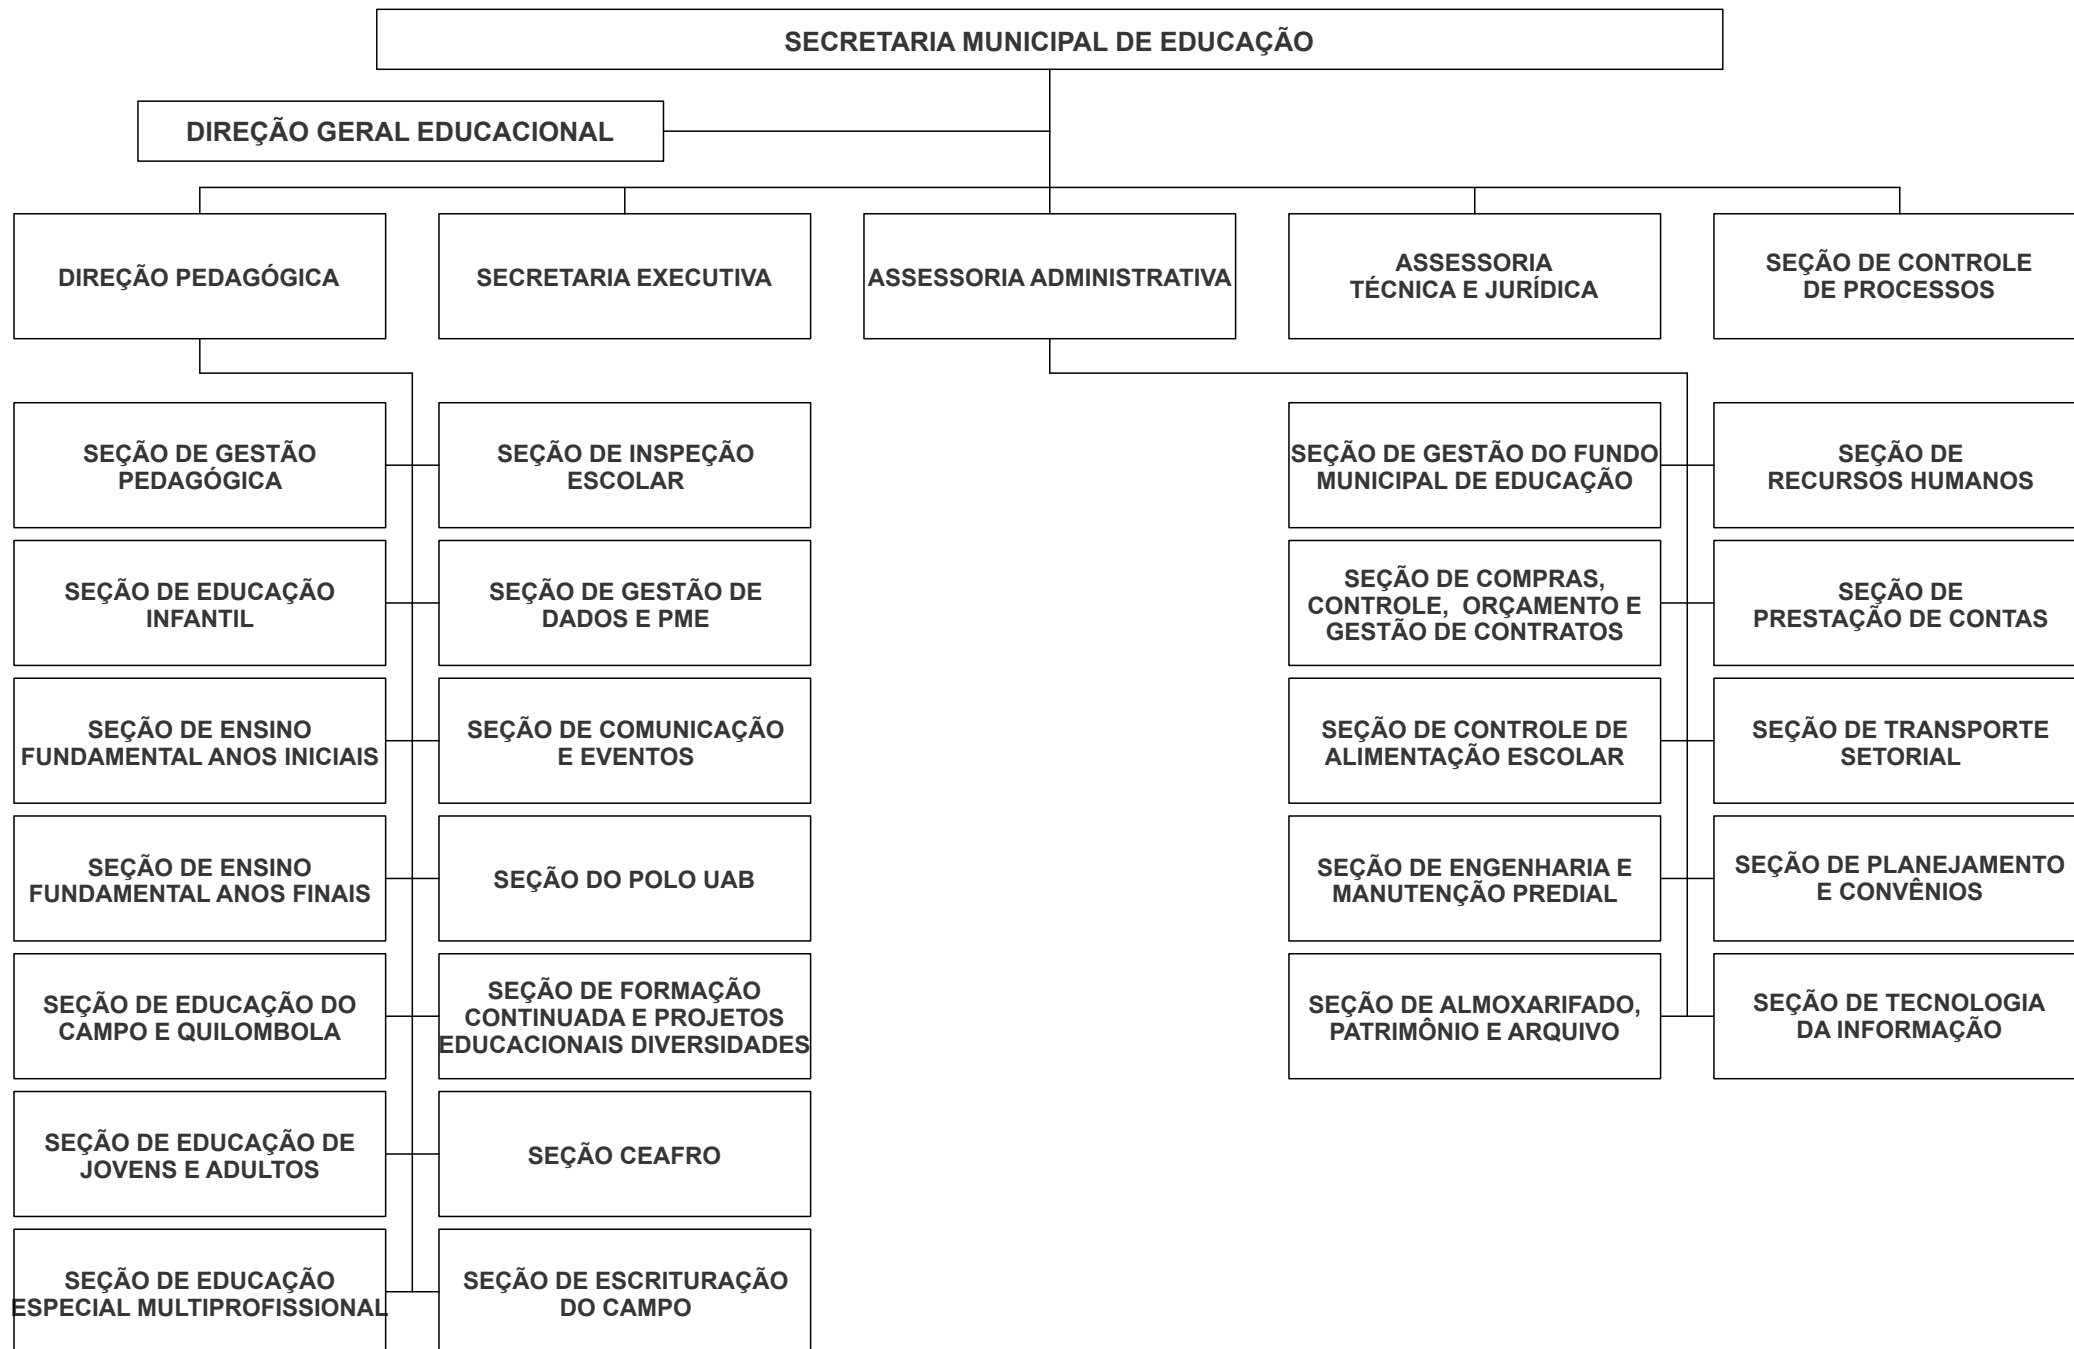 SECRETARIA MUNICIPAL DE EDUCAÇÃO
DIREÇÃO GERAL EDUCACIONAL
DIREÇÃO PEDAGÓGICA
SECRETARIA EXECUTIVA
ASSESSORIA ADMINISTRATIVA
ASSESSORIA
TÉCNICA E JURÍDICA
SEÇÃO DE CONTROLE
DE PROCESSOS
SEÇÃO DE GESTÃO
PEDAGÓGICA
SEÇÃO DE INSPEÇÃO
ESCOLAR
SEÇÃO DE GESTÃO DO FUNDO
MUNICIPAL DE EDUCAÇÃO
SEÇÃO DE
RECURSOS HUMANOS
SEÇÃO DE EDUCAÇÃO
INFANTIL
SEÇÃO DE GESTÃO DE
DADOS E PME
SEÇÃO DE COMPRAS,
CONTROLE, ORÇAMENTO E
GESTÃO DE CONTRATOS
SEÇÃO DE
PRESTAÇÃO DE CONTAS
SEÇÃO DE ENSINO
FUNDAMENTAL ANOS INICIAIS
SEÇÃO DE COMUNICAÇÃO
E EVENTOS
SEÇÃO DE CONTROLE DE
ALIMENTAÇÃO ESCOLAR
SEÇÃO DE TRANSPORTE
SETORIAL
SEÇÃO DE ENSINO
FUNDAMENTAL ANOS FINAIS
SEÇÃO DO POLO UAB
SEÇÃO DE ENGENHARIA E
MANUTENÇÃO PREDIAL
SEÇÃO DE PLANEJAMENTO
E CONVÊNIOS
SEÇÃO DE EDUCAÇÃO DO
CAMPO E QUILOMBOLA
SEÇÃO DE FORMAÇÃO
CONTINUADA E PROJETOS
EDUCACIONAIS DIVERSIDADES
SEÇÃO DE ALMOXARIFADO,
PATRIMÔNIO E ARQUIVO
SEÇÃO DE TECNOLOGIA
DA INFORMAÇÃO
SEÇÃO DE EDUCAÇÃO DE
JOVENS E ADULTOS
SEÇÃO CEAFRO
SEÇÃO DE EDUCAÇÃO
ESPECIAL MULTIPROFISSIONAL
SEÇÃO DE ESCRITURAÇÃO
DO CAMPO